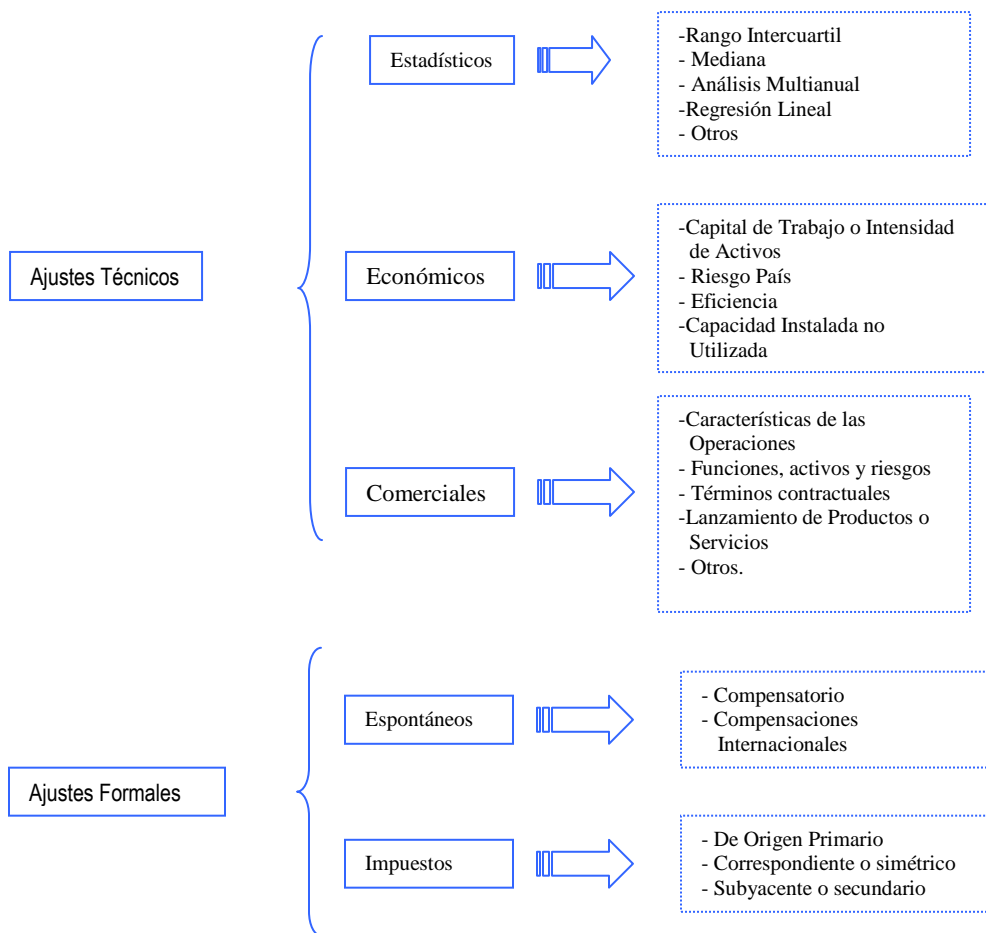 Ajustes Técnicos
Estadísticos
-Rango Intercuartil
- Mediana
- Análisis Multianual
-Regresión Lineal
- Otros
Económicos
-Capital de Trabajo o Intensidad
de Activos
- Riesgo País
- Eficiencia
-Capacidad Instalada no
Utilizada
Comerciales
-Características de las
Operaciones
- Funciones, activos y riesgos
- Términos contractuales
-Lanzamiento de Productos o
Servicios
- Otros.
Ajustes Formales
Espontáneos
- Compensatorio
- Compensaciones
Internacionales
Impuestos
- De Origen Primario
- Correspondiente o simétrico
- Subyacente o secundario